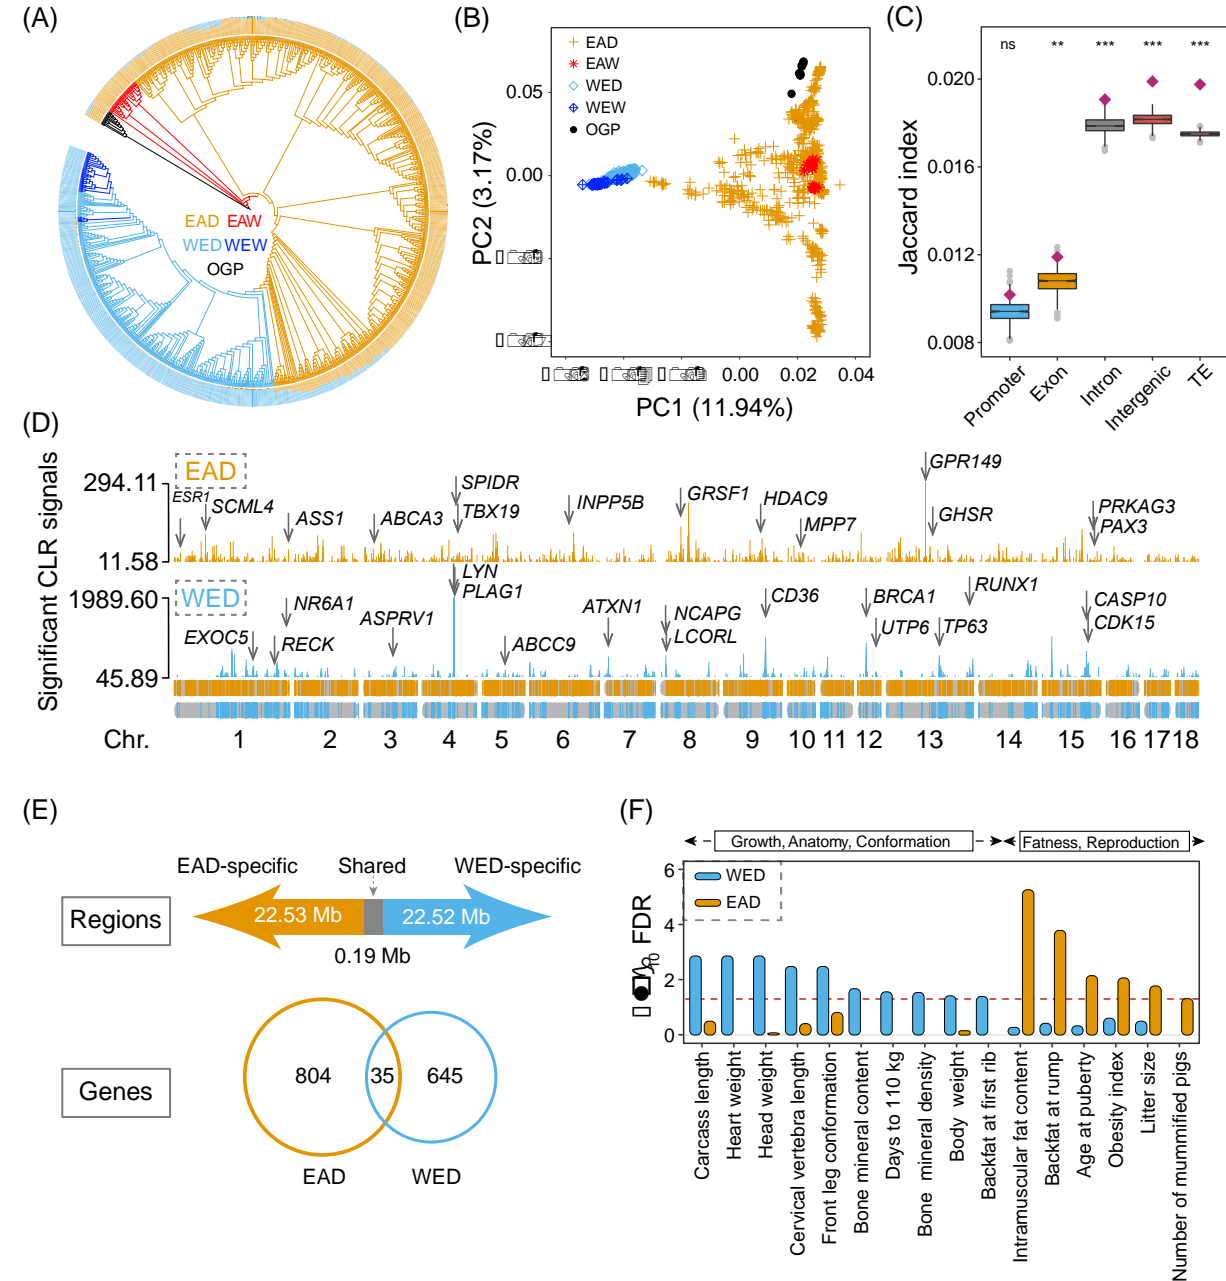 (A)
EAD EAW
WED WEW
OGP
(B)
EAD
EAW
WED
WEW
OGP
PC2 (3.17%)
0.05
0.00
0.00 0.02 0.04
PC1 (11.94%)
(C)
ns ** *** *** ***
Jaccard index
0.020
0.016
0.012
0.008
Promoter
Exon
Intron
Intergenic
TE
(D)
Significant CLR signals
EAD
294.11
11.58
ESR1
SCML4
ASS1
ABCA3
SPIDR
TBX19
INPP5B
GRSF1
HDAC9
MPP7
GPR149
GHSR
PRKAG3
PAX3
WED
1989.60
45.89
EXOC5
NR6A1
RECK
ASPRV1
LYN
PLAG1
ABCC9
ATXN1
NCAPG
LCORL
CD36
BRCA1
UTP6
TP63
RUNX1
CASP10
CDK15
Chr. 1 2 3 4 5 6 7 8 9 10 11 12 13 14 15 16 17 18
(E)
EAD-specific Shared WED-specific
Regions
22.53 Mb 22.52 Mb
0.19 Mb
Genes
804 35 645
EAD WED
(F)
Growth, Anatomy, Conformation Fatness, Reproduction
WED
EAD
FDR
6
4
2
0
Carcass length
Heart weight
Head weight
Cervical vertebra length
Front leg conformation
Bone mineral content
Days to 110 kg
Bone mineral density
Body weight
Backfat at first rib
Intramuscular fat content
Backfat at rump
Age at puberty
Obesity index
Litter size
Number of mummified pigs